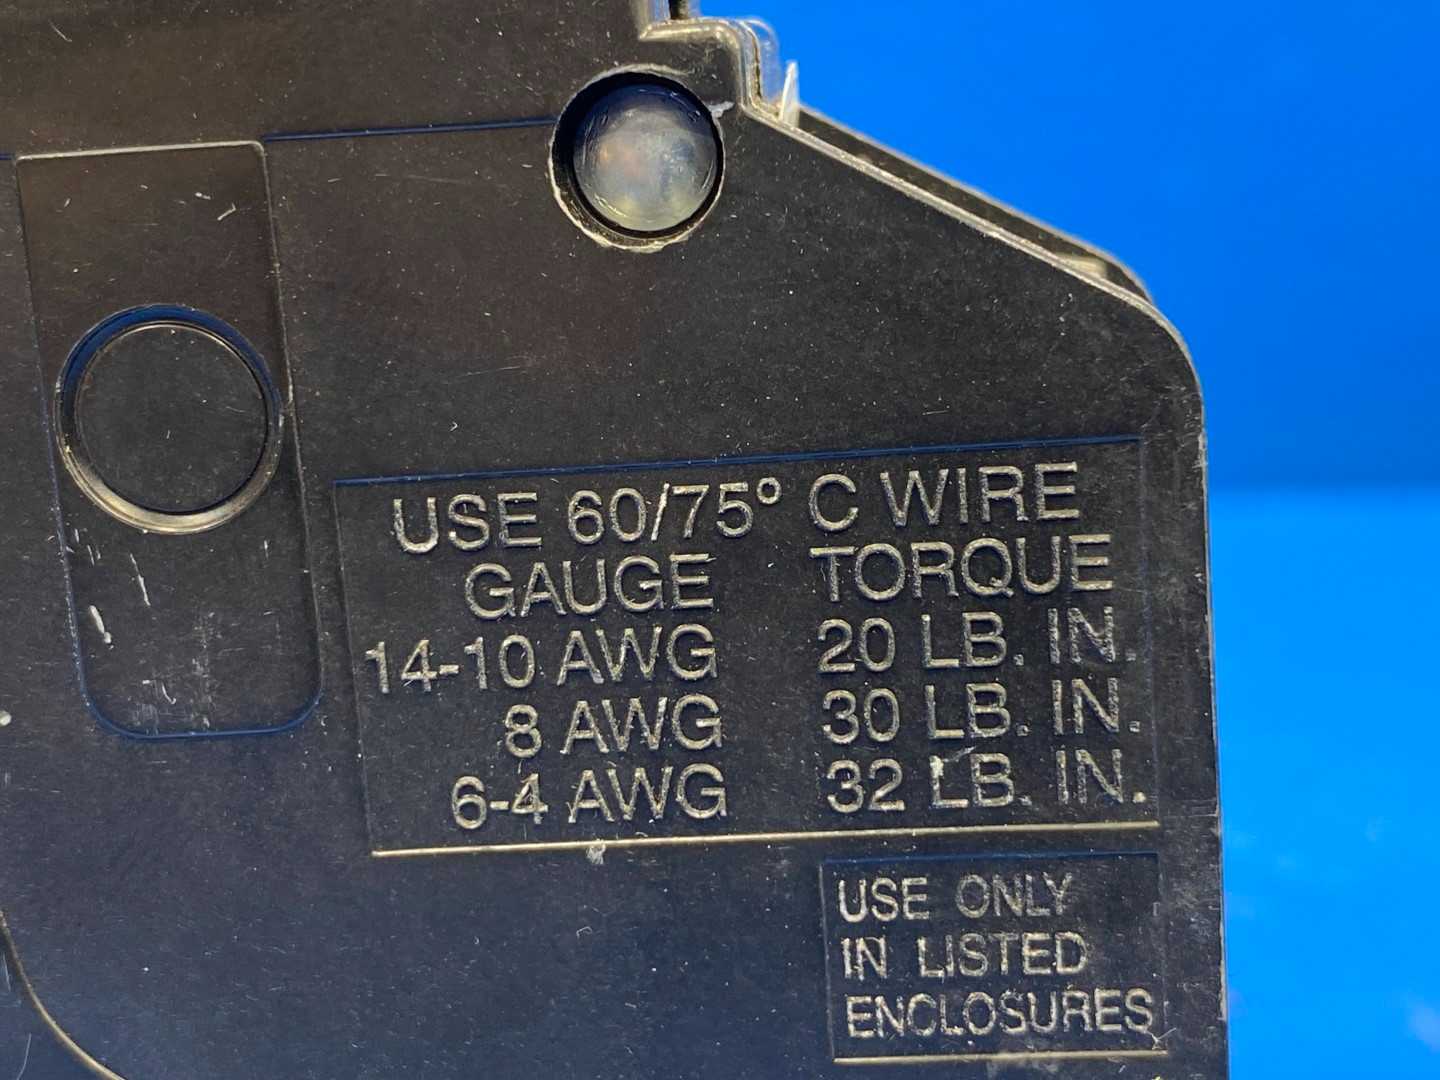 USE 60/75° C WIRE
GAUGE TORQUE
14-10 AWG 20 LB. IN.
8 AWG 30 LB. IN.
6-4 AWG 32 LB. IN.
USE ONLY
IN LISTED
ENCLOSURES